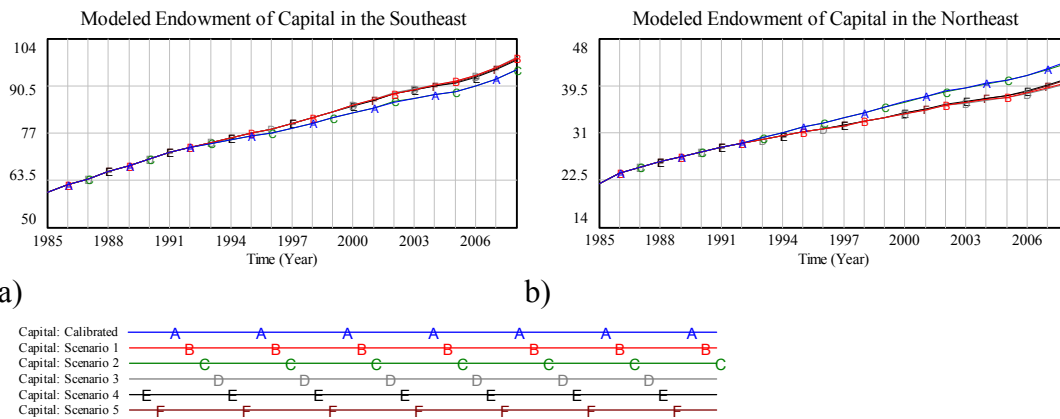 Modeled Endowment of Capital in the Southeast
104
90.5
77
63.5
50
1985 1988 1991 1994 1997 2000 2003 2006
Time (Year)
a)
Modeled Endowment of Capital in the Northeast
48
39.5
31
22.5
14
1985 1988 1991 1994 1997 2000 2003 2006
Time (Year)
b)
Capital: Calibrated A A A A A A A
Capital: Scenario 1 B B B B B B B
Capital: Scenario 2 C C C C C C C
Capital: Scenario 3 D D D D D D
Capital: Scenario 4 E E E E E E E
Capital: Scenario 5 F F F F F F F